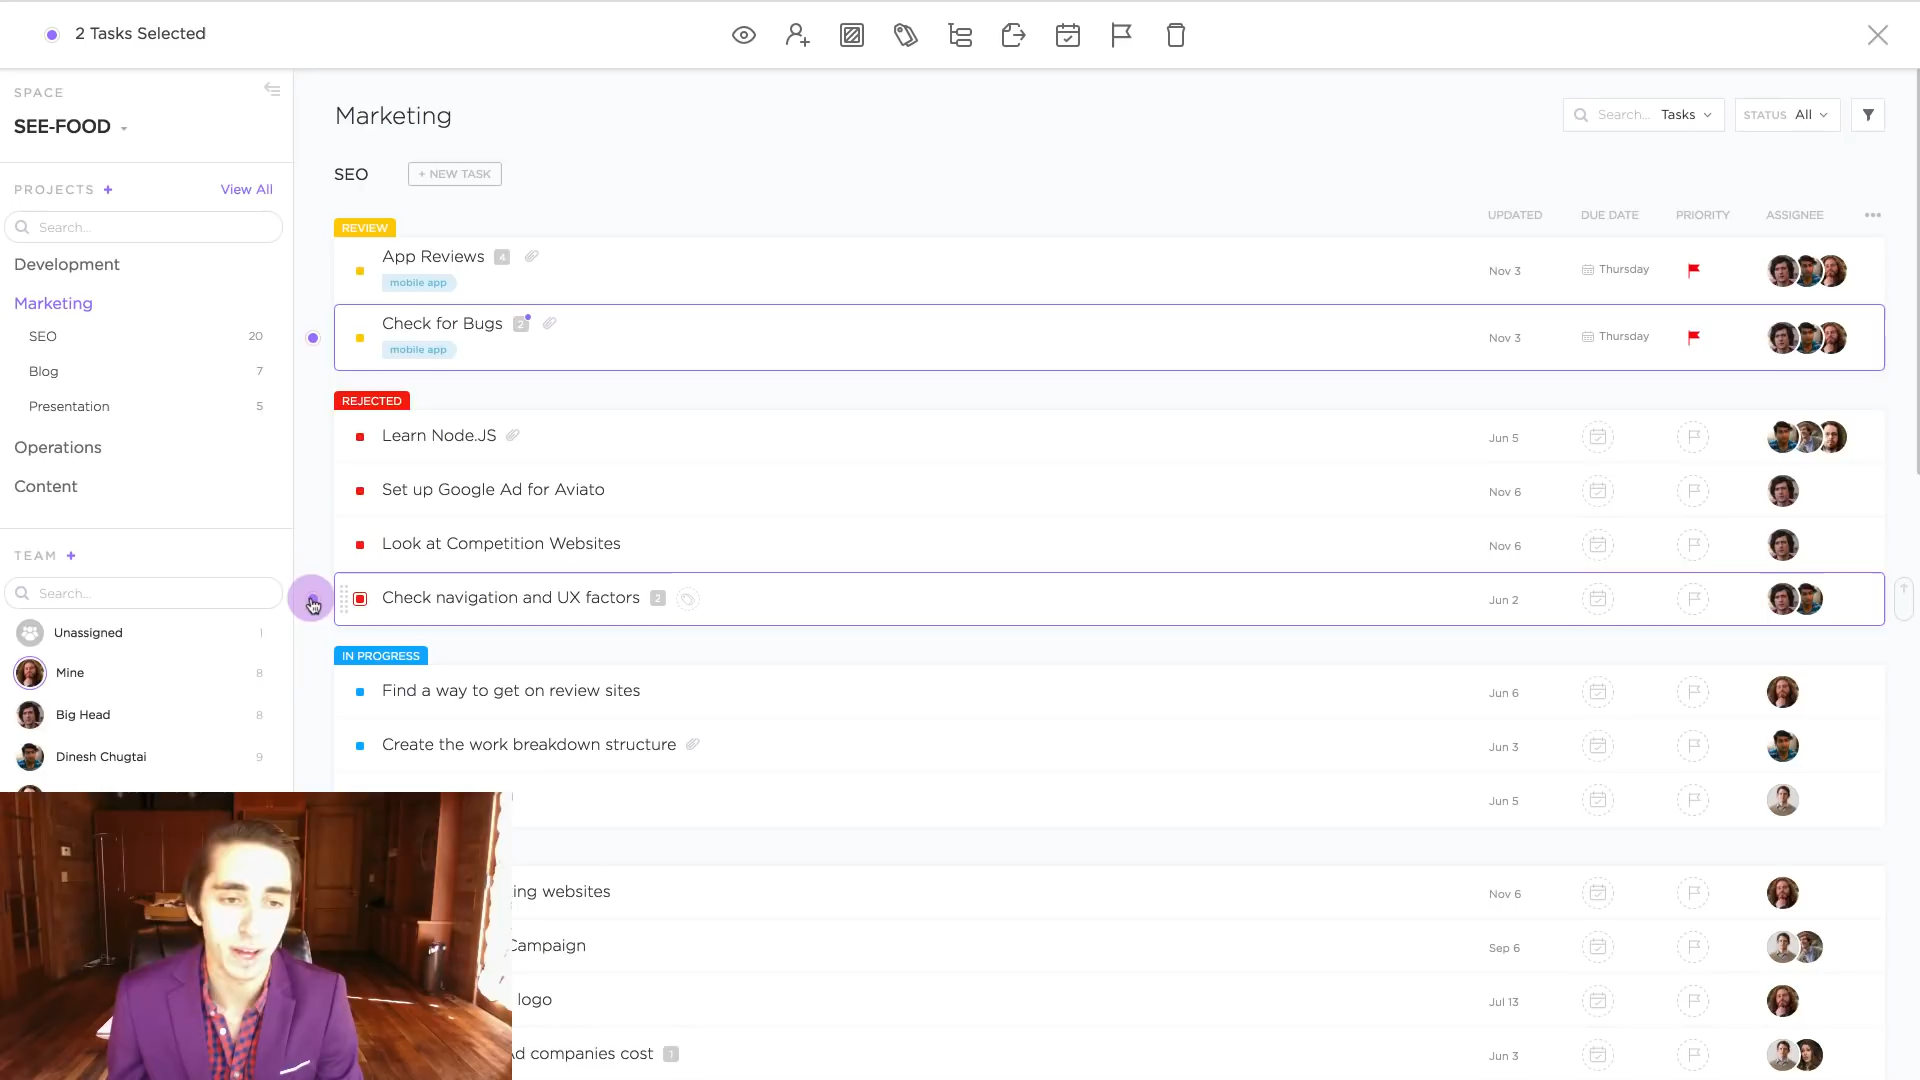 2 Tasks Selected
SPACE
SEE-FOOD
PROJECTS +
View All
Search...
Development
Marketing
SEO 20
Blog 7
Presentation 5
Operations
Content
TEAM +
Search...
Unassigned 1
Mine 8
Big Head 8
Dinesh Chugtai 9
Marketing
Search... Tasks
STATUS All
SEO
+ NEW TASK
UPDATED DUE DATE PRIORITY ASSIGNEE
REVIEW
App Reviews 4
mobile app
Nov 3 Thursday
Check for Bugs 2
mobile app
Nov 3 Thursday
REJECTED
Learn Node.JS Jun 5
Set up Google Ad for Aviato Nov 6
Look at Competition Websites Nov 6
Check navigation and UX factors 2 Jun 2
IN PROGRESS
Find a way to get on review sites Jun 6
Create the work breakdown structure Jun 3
Jun 5
ing websites Nov 6
Campaign Sep 6
logo Jul 13
Ad companies cost 1 Jun 3